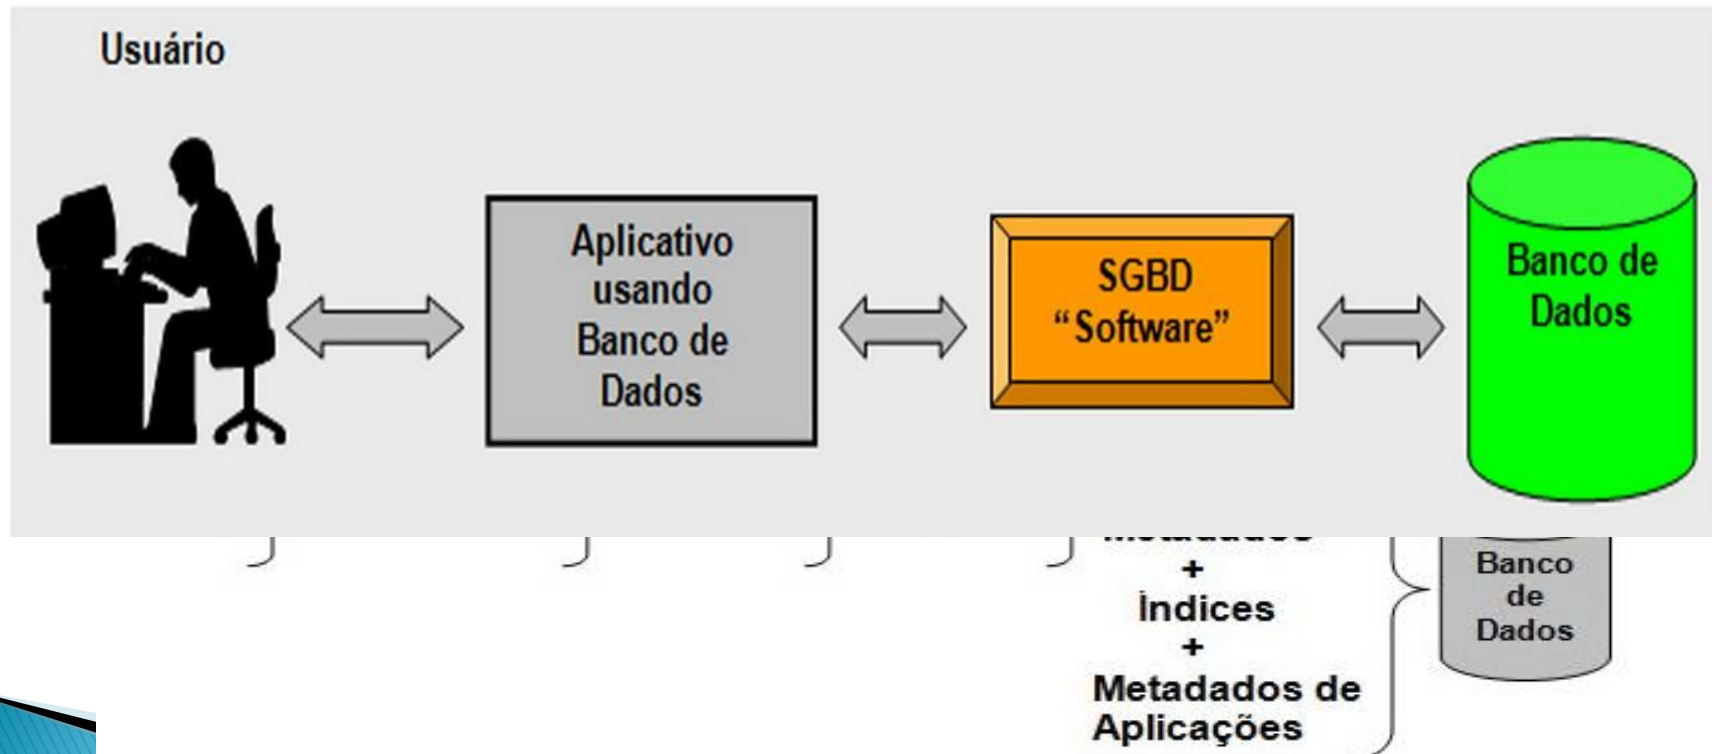 Usuário
Aplicativo
usando
Banco de
Dados
SGBD
“Software”
Banco de
Dados
+
Índices
+
Metadados de
Aplicações
Banco
de
Dados